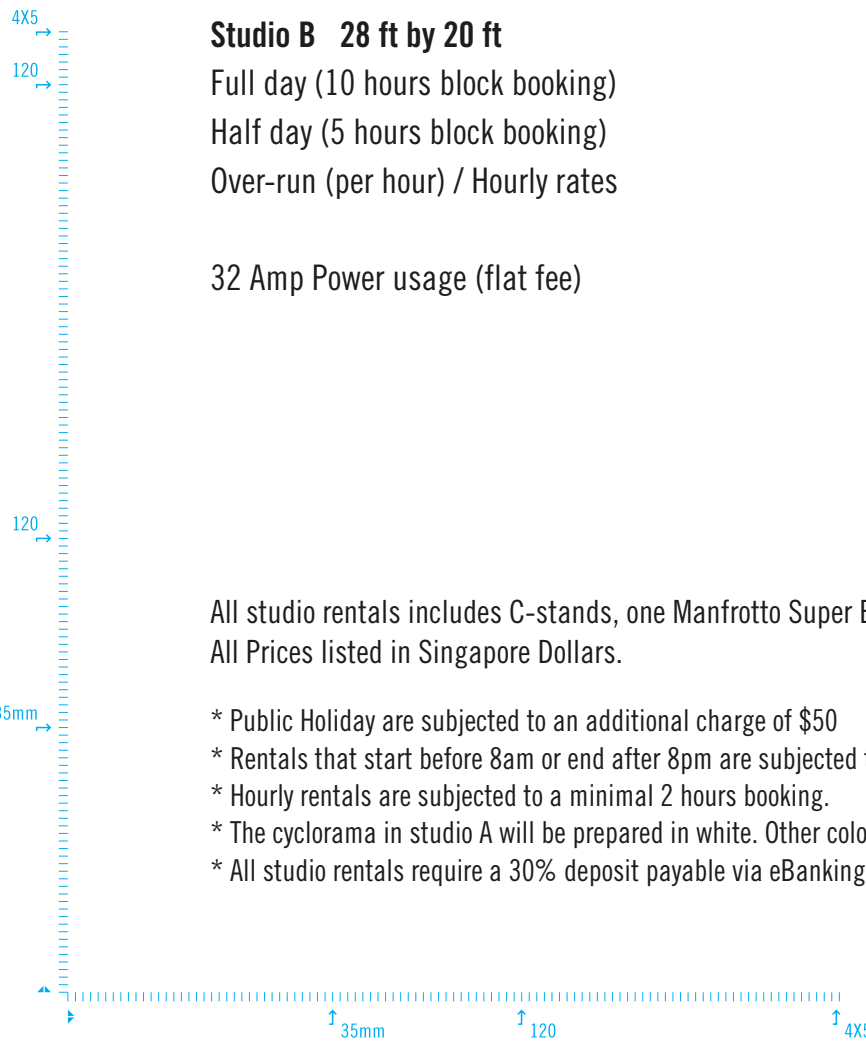 4X5
120
Studio B 28 ft by 20 ft
Full day (10 hours block booking)
Half day (5 hours block booking)
Over-run (per hour) / Hourly rates
32 Amp Power usage (flat fee)
120
All studio rentals includes C-stands, one Manfrotto Super
All Prices listed in Singapore Dollars.
35mm
* Public Holiday are subjected to an additional charge of $50
* Rentals that start before 8am or end after 8pm are subjected
* Hourly rentals are subjected to a minimal 2 hours booking.
* The cyclorama in studio A will be prepared in white. Other
* All studio rentals require a 30% deposit payable via eBanking
35mm
120
4X5